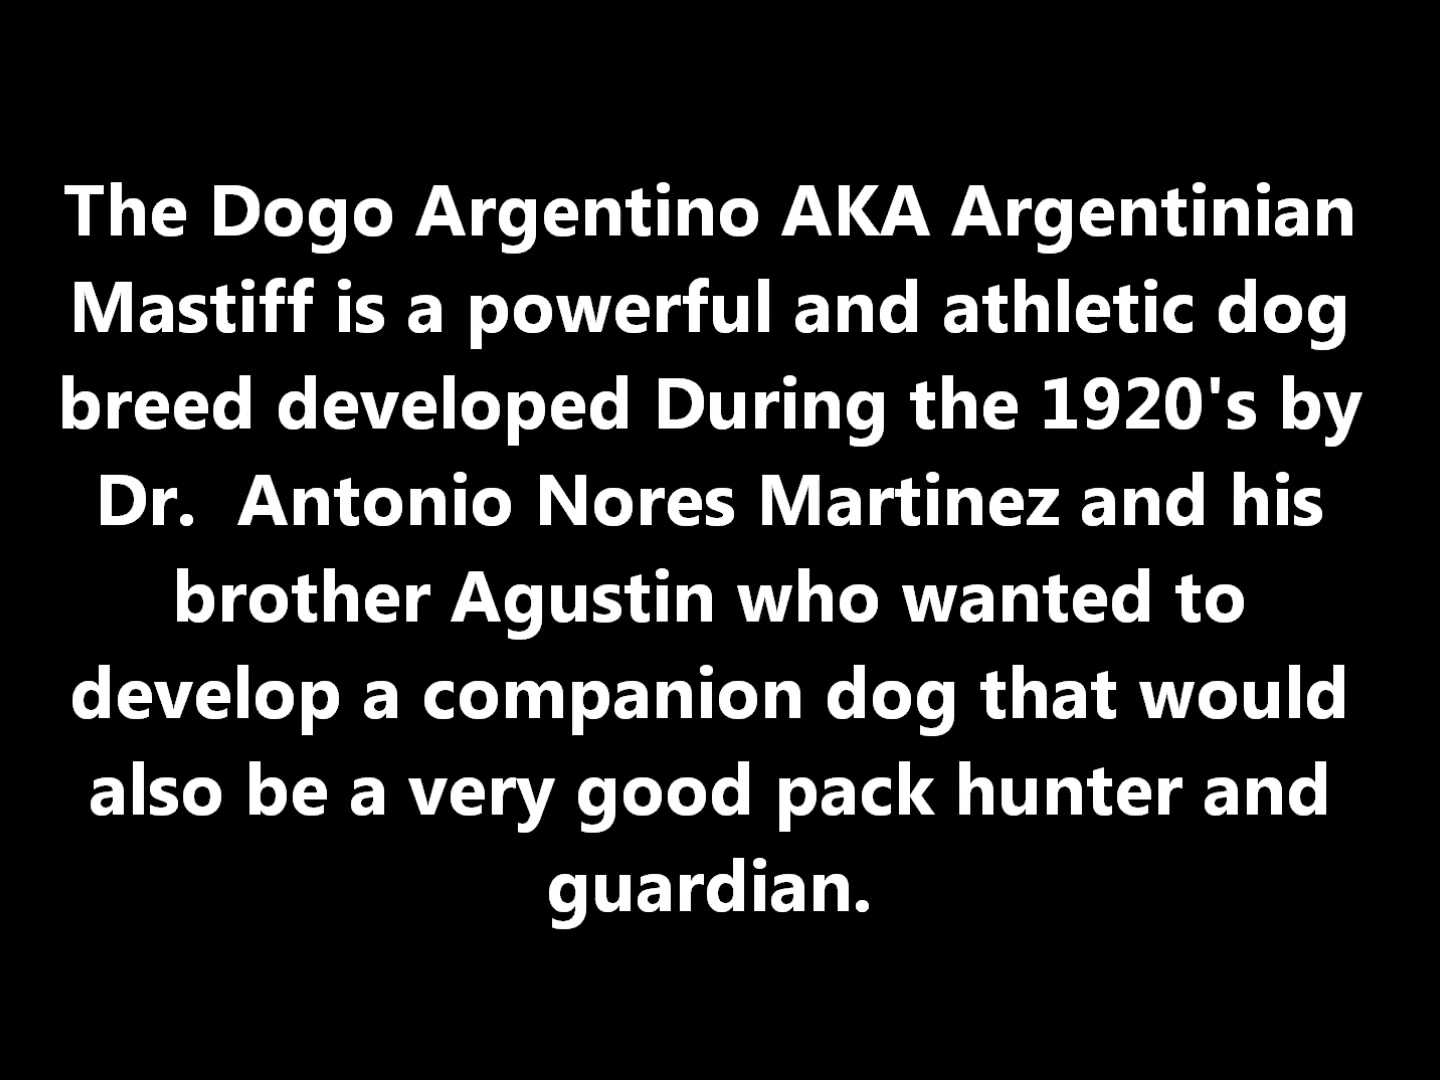 The Dogo Argentino AKA Argentinian
Mastiff is a powerful and athletic dog
breed developed During the 1920's by
Dr.  Antonio Nores Martinez and his
brother Agustin who wanted to
develop a companion dog that would
also be a very good pack hunter and
guardian.